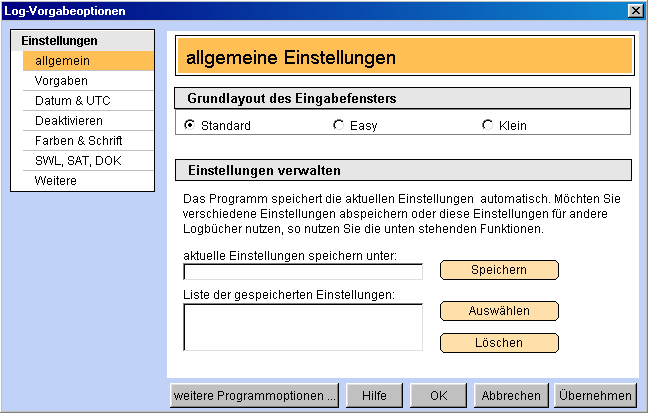 Log-Vorgabeoptionen
Einstellungen
allgemein
Vorgaben
Datum & UTC
Deaktivieren
Farben & Schrift
SWL, SAT, DOK
Weitere
allgemeine Einstellungen
Grundlayout des Eingabefensters
Standard Easy Klein
Einstellungen verwalten
Das Programm speichert die aktuellen Einstellungen automatisch. Möchten Sie
verschiedene Einstellungen abspeichern oder diese Einstellungen für andere
Logbücher nutzen, so nutzen Sie die unten stehenden Funktionen.
aktuelle Einstellungen speichern unter:
Speichern
Liste der gespeicherten Einstellungen:
Auswählen
Löschen
weitere Programmoptionen ... Hilfe OK Abbrechen Übernehmen